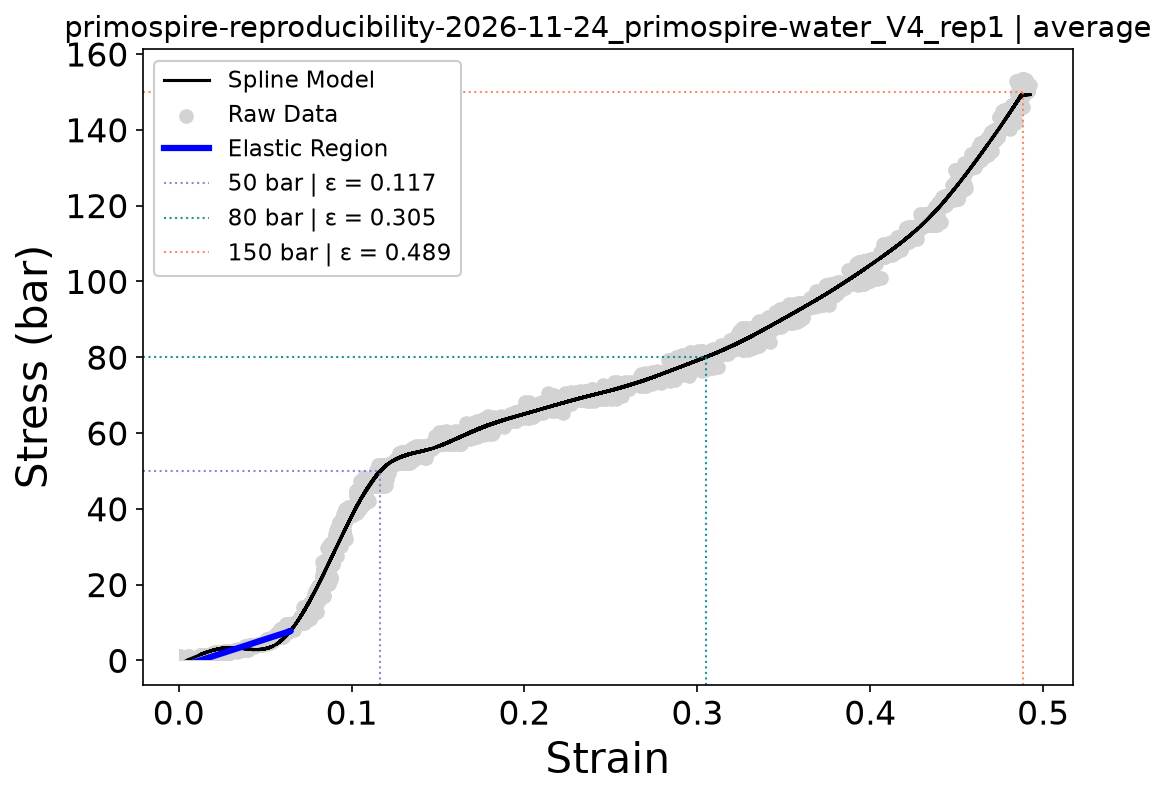 primospire-reproducibility-2026-11-24_primospire-water_V4_rep1 | average
Spline Model
Raw Data
Elastic Region
50 bar | ε = 0.117
80 bar | ε = 0.305
150 bar | ε = 0.489
Stress (bar)
160
140
120
100
80
60
40
20
0
0.0 0.1 0.2 0.3 0.4 0.5
Strain